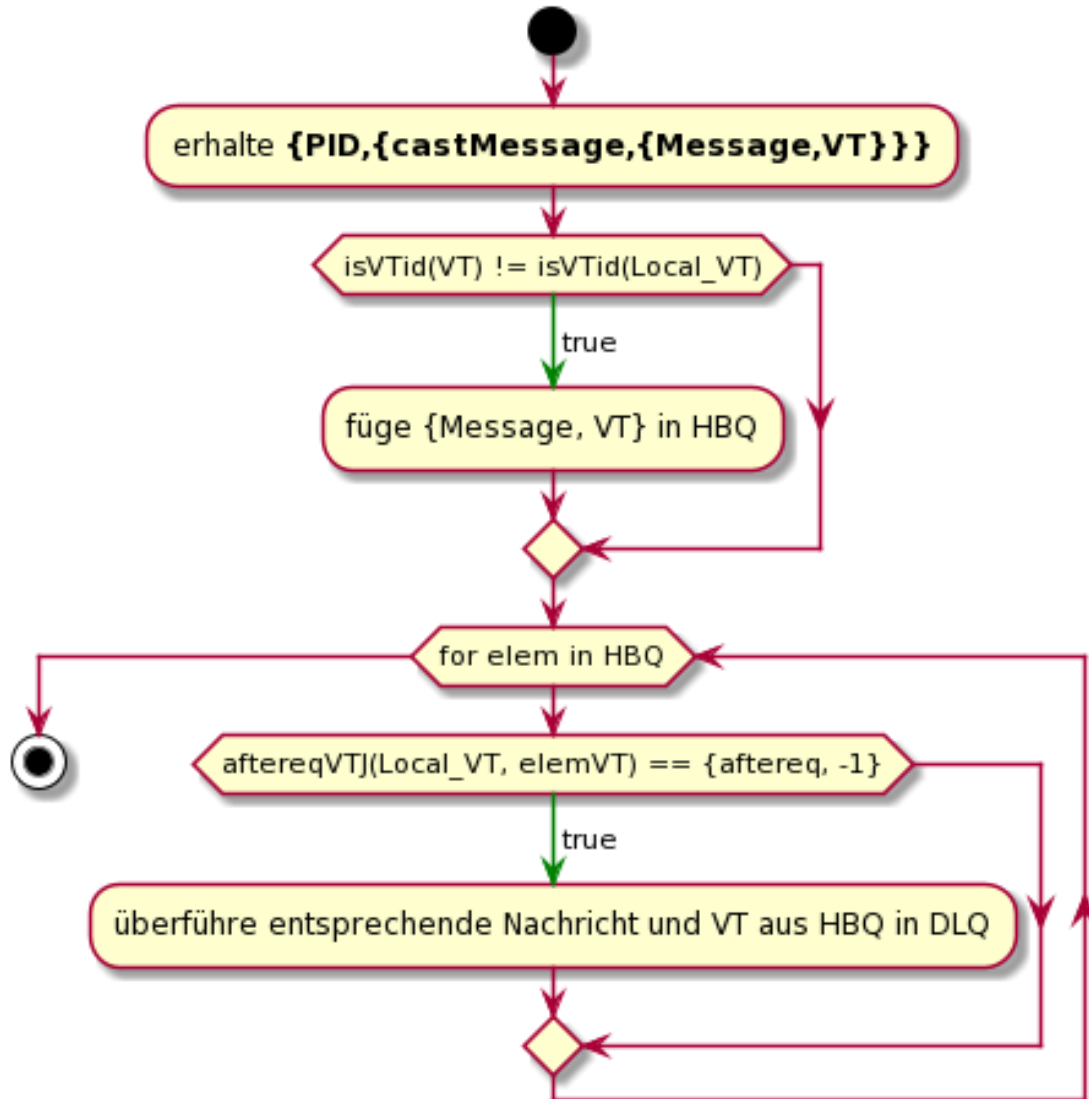 erhalte {PID,{castMessage,{Message,VT}}}
isVTid(VT) != isVTid(Local_VT)
true
füge {Message, VT} in HBQ
for elem in HBQ
aftereqVTJ(Local_VT, elemVT) == {aftereq, -1}
true
überführe entsprechende Nachricht und VT aus HBQ in DLQ